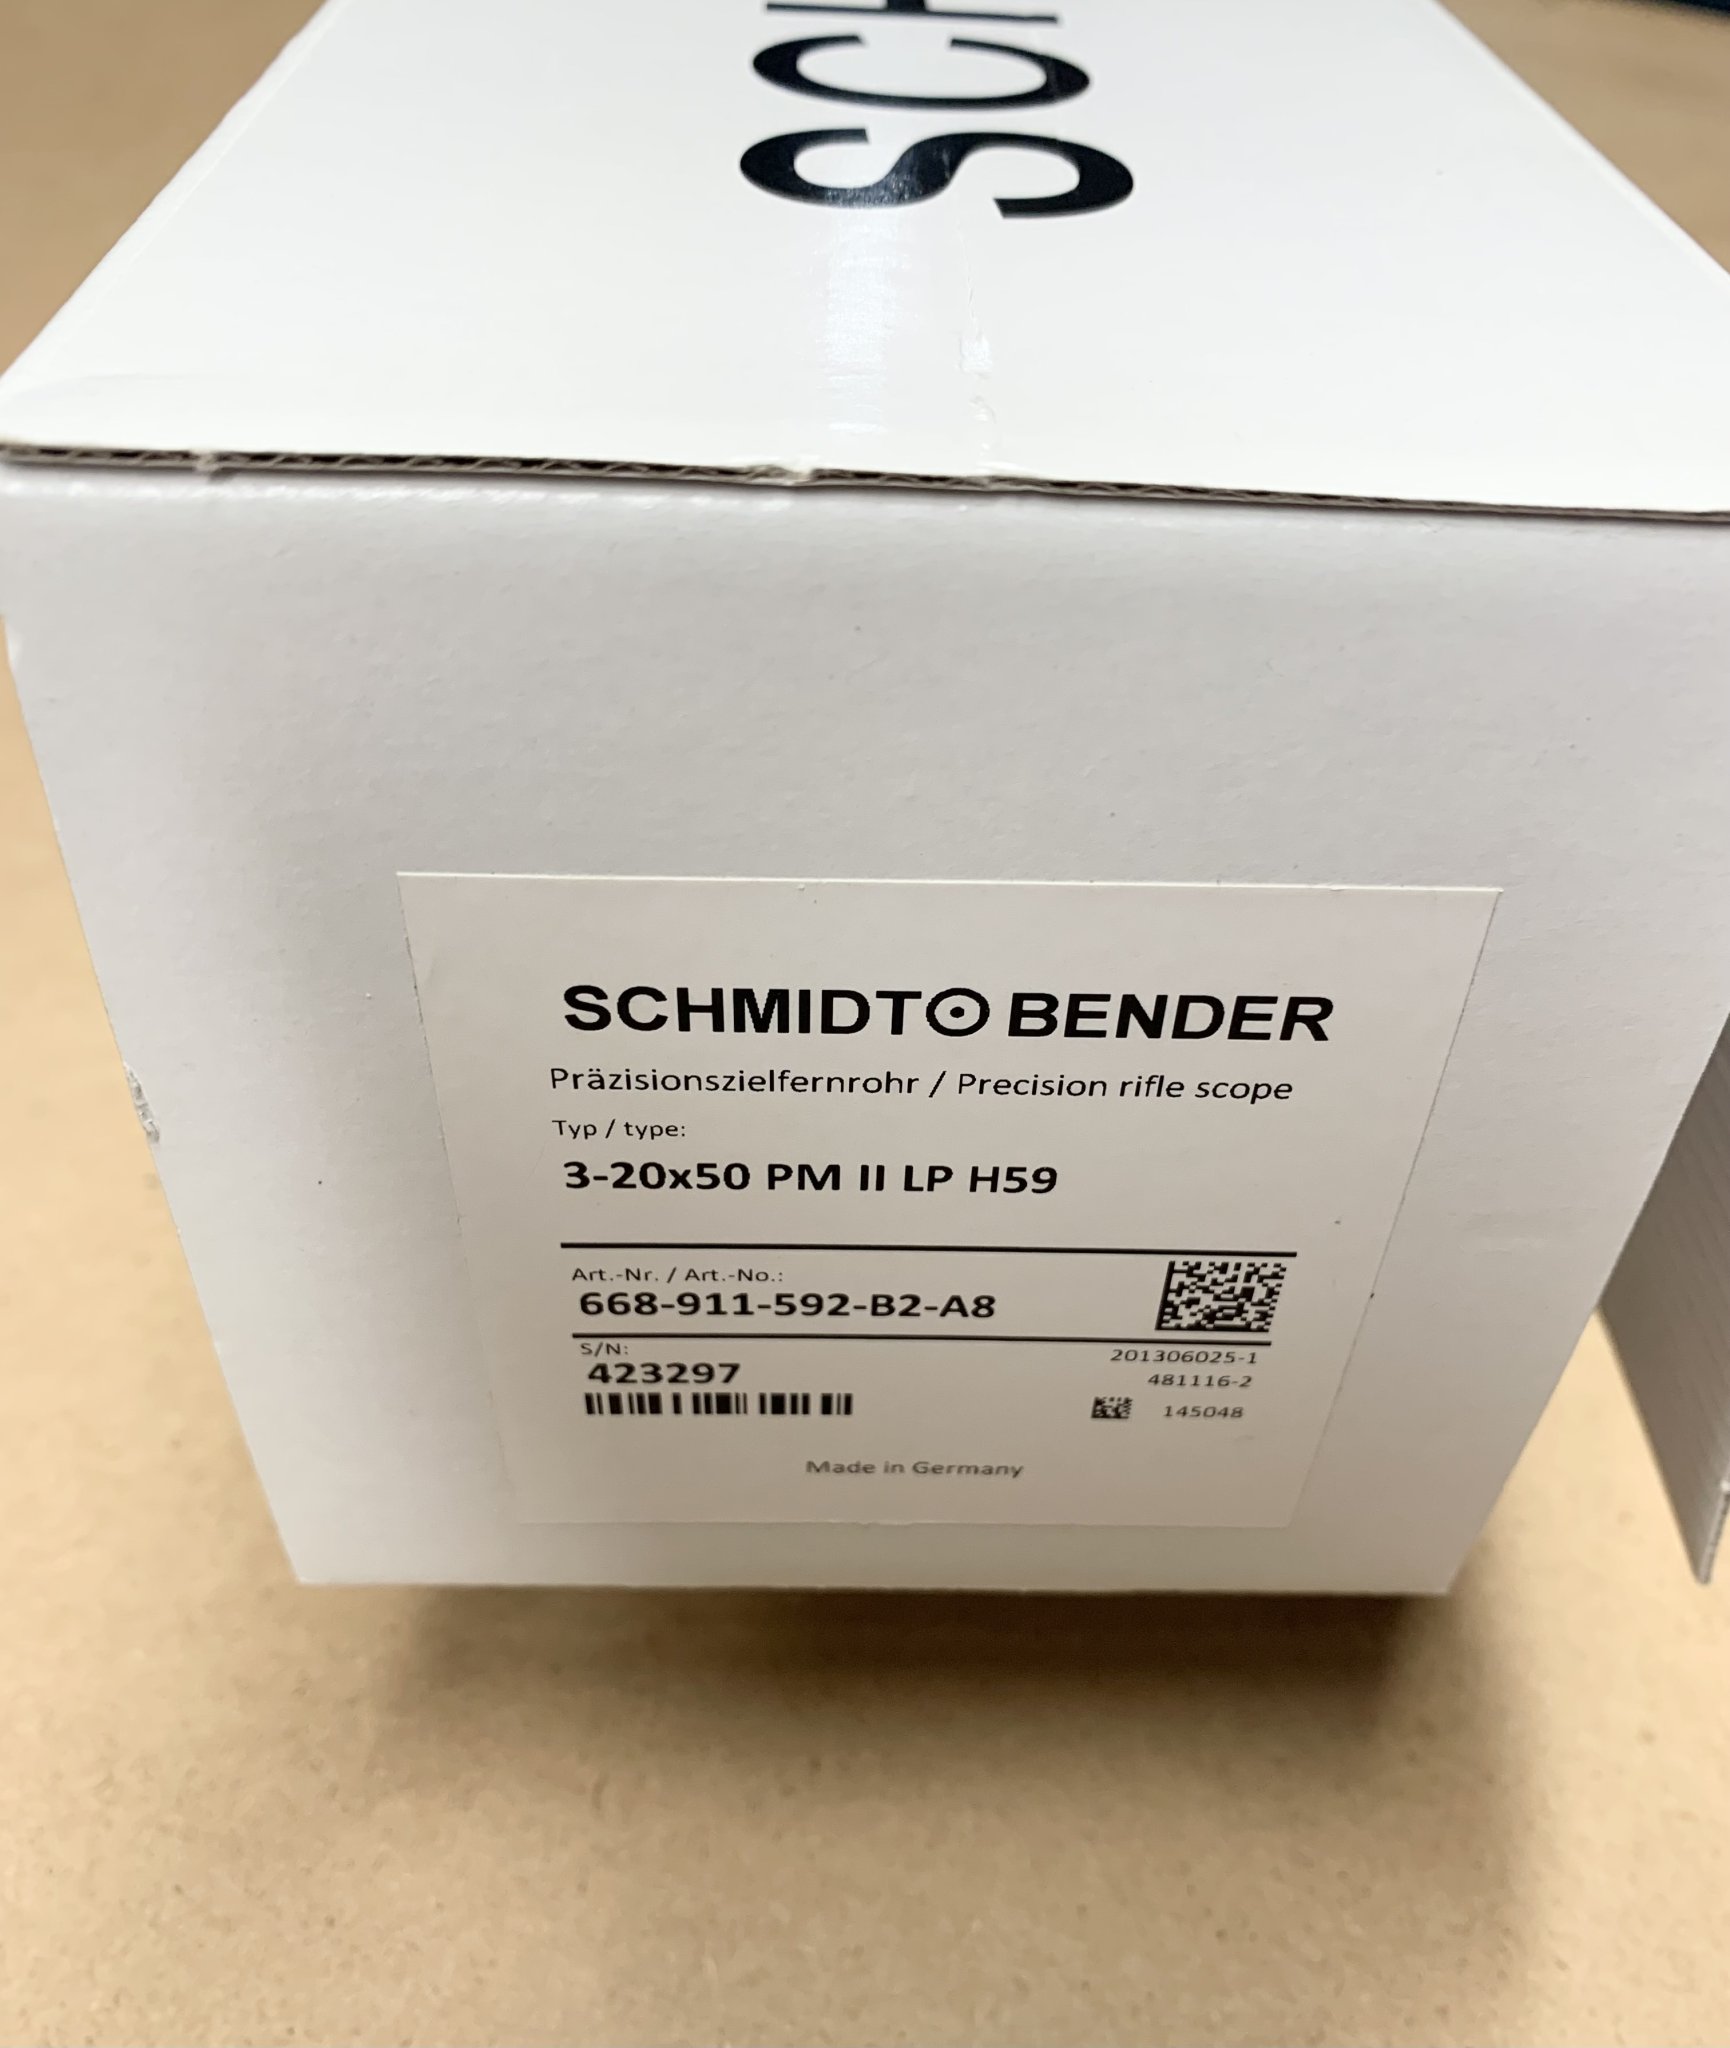 SCH
SCHMIDT BENDER
Präzisionszielfernrohr / Precision rifle scope
Typ / type:
3-20x50 PM II LP H59
Art.-Nr. / Art.-No.:
668-911-592-B2-A8
S/N:
423297
201306025-1
481116-2
145048
Made in Germany